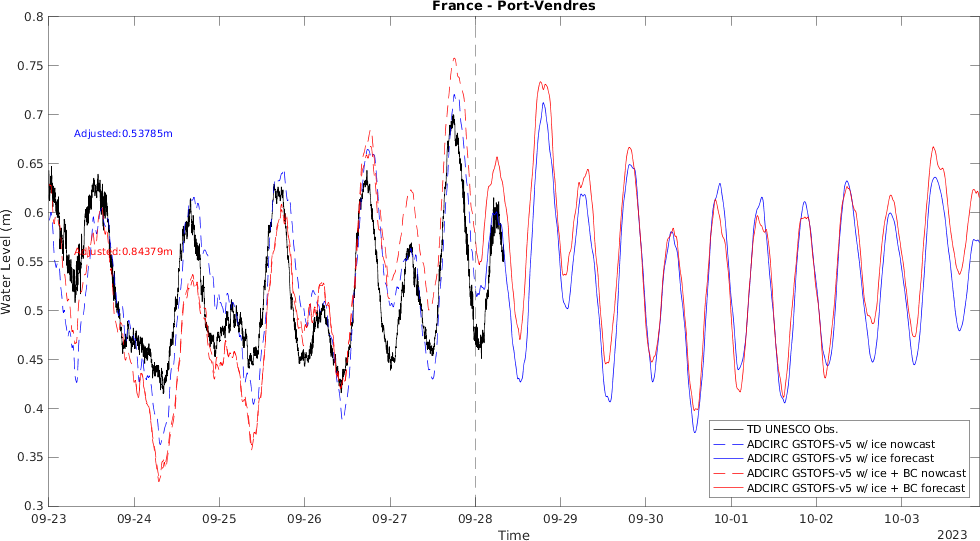 France - Port-Vendres
0.8
0.75
0.7
0.65
0.6
0.55
0.5
0.45
0.4
0.35
0.3
Water Level (m)
Adjusted:0.53785m
Adjusted:0.84379m
TD UNESCO Obs.
ADCIRC GSTOFS-v5 w/ ice nowcast
ADCIRC GSTOFS-v5 w/ ice forecast
ADCIRC GSTOFS-v5 w/ ice + BC nowcast
ADCIRC GSTOFS-v5 w/ ice + BC forecast
09-23 09-24 09-25 09-26 09-27 09-28 09-29 09-30 10-01 10-02 10-03
Time
2023